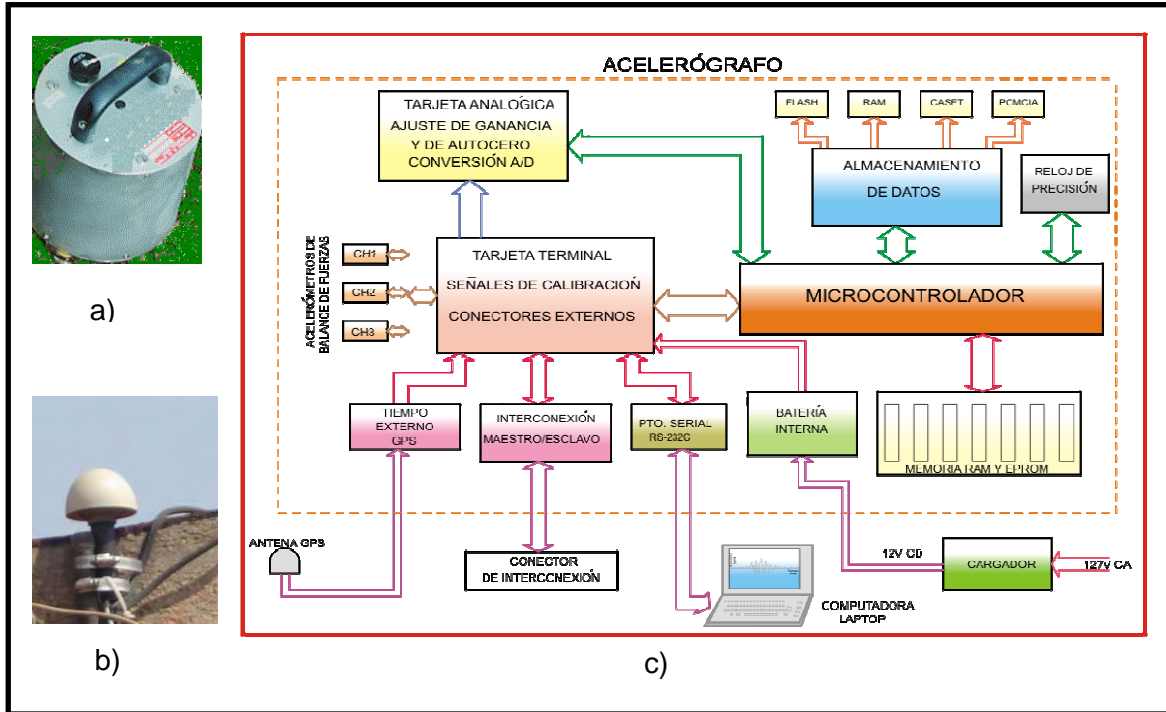 a)
b)
ACELERÓGRAFO
TARJETA ANALOǴICA
AJUSTE DE GANANCIA
Y DE AUTOCERO
CONVERSIÓN A/D
FLASH
RAM
CASET
PCMCIA
ALMACENAMIENTO
DE DATOS
RELOJ DE
PRECISIÓN
ACELERÓMETROS DE
BALANCE DE FUERZAS
CH1
CH2
CH3
TARJETA TERMINAL
SEÑALES DE CALIBRACIÓN
CONECTORES EXTERNOS
MICROCONTROLADOR
TIEMPO
EXTERNO
GPS
INTERCONEXIÓN
MAESTRO/ESCLAVO
PTO. SERIAL
RS-232C
BATERÍA
INTERNA
MEMORIA RAM Y EPROM
ANTENA GPS
CONECTOR
DE INTERCONEXIÓN
COMPUTADORA
LAPTOP
12V CD
CARGADOR
127V CA
c)